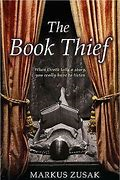 The
Book Thief
When Death tells a story,
you really have to listen
MARKUS ZUSAK